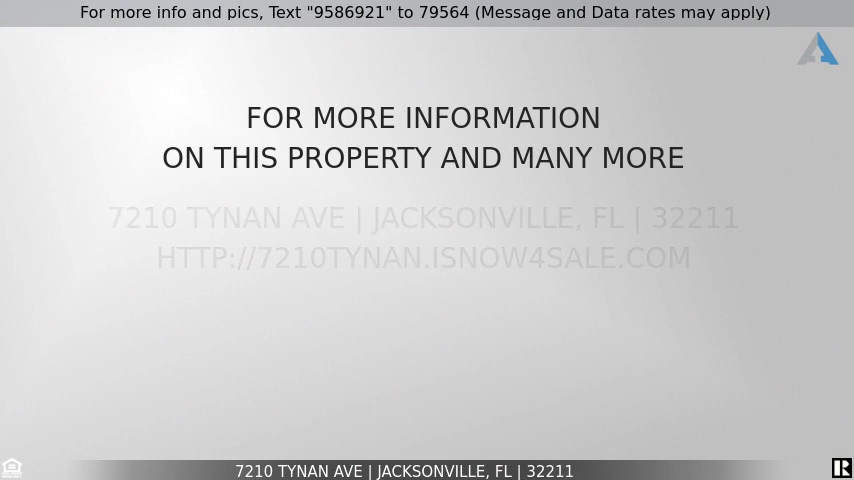 For more info and pics, Text "9586921" to 79564 (Message and Data rates may apply)
FOR MORE INFORMATION
ON THIS PROPERTY AND MANY MORE
7210 TYNAN AVE | JACKSONVILLE, FL | 32211
HTTP://7210TYNAN.ISNOW4SALE.COM
7210 TYNAN AVE | JACKSONVILLE, FL | 32211